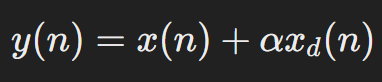 y(n) = x(n) + αx_d(n)